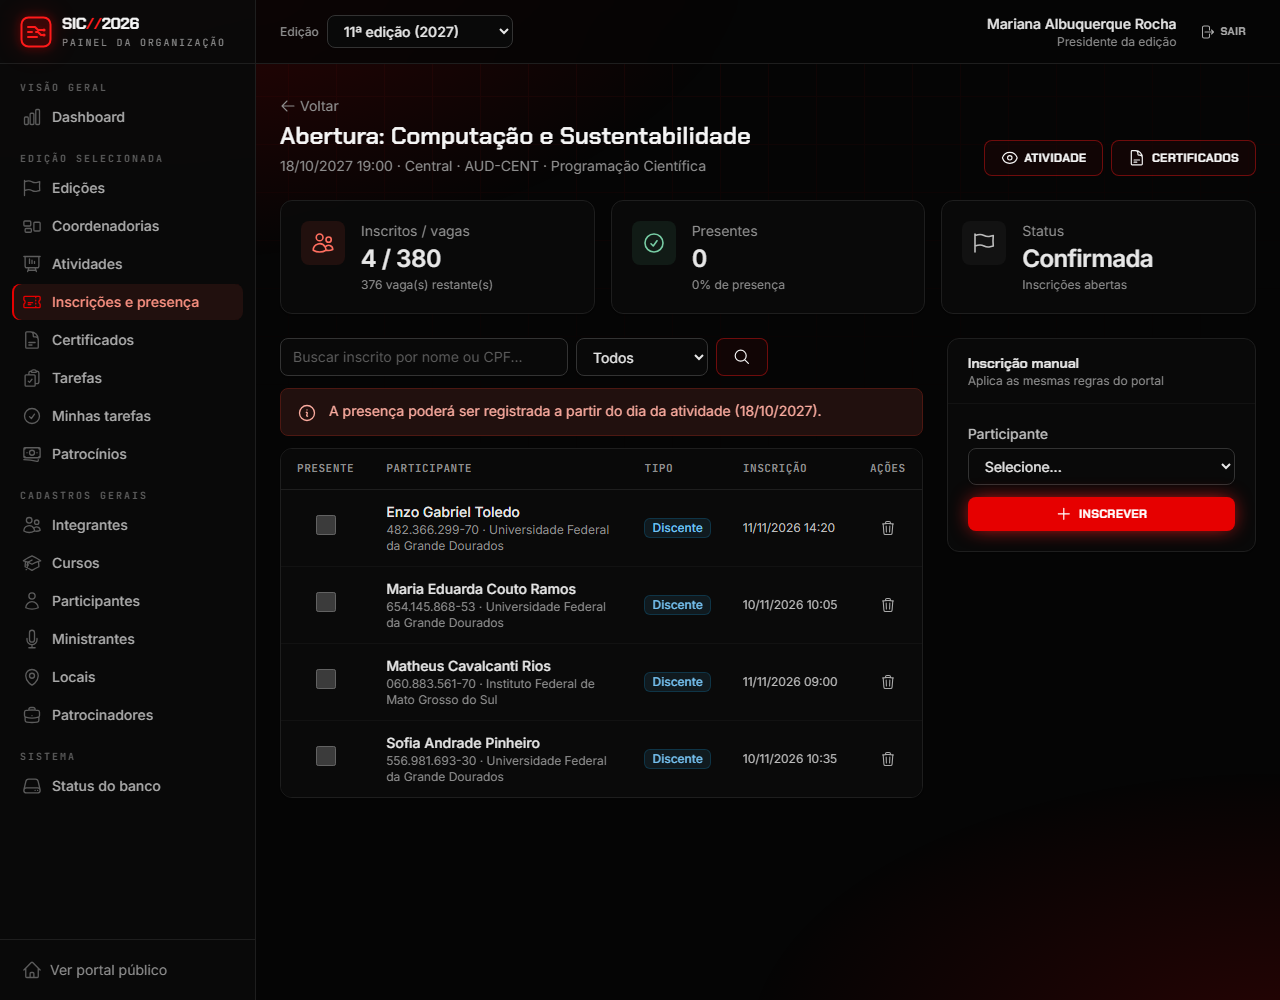 SIC//2026
PAINEL DA ORGANIZAÇÃO
Edição
11ª edição (2027)
Mariana Albuquerque Rocha
Presidente da edição
SAIR
VISÃO GERAL
Dashboard
EDIÇÃO SELECIONADA
Edições
Coordenadorias
Atividades
Inscrições e presença
Certificados
Tarefas
Minhas tarefas
Patrocínios
CADASTROS GERAIS
Integrantes
Cursos
Participantes
Ministrantes
Locais
Patrocinadores
SISTEMA
Status do banco
Ver portal público
Voltar
Abertura: Computação e Sustentabilidade
18/10/2027 19:00 · Central · AUD-CENT · Programação Científica
ATIVIDADE
CERTIFICADOS
Inscritos / vagas
4 / 380
376 vaga(s) restante(s)
Presentes
0
0% de presença
Status
Confirmada
Inscrições abertas
Buscar inscrito por nome ou CPF...
Todos
A presença poderá ser registrada a partir do dia da atividade (18/10/2027).
PRESENTE PARTICIPANTE TIPO INSCRIÇÃO AÇÕES
Enzo Gabriel Toledo
482.366.299-70 · Universidade Federal
da Grande Dourados
Discente
11/11/2026 14:20
Maria Eduarda Couto Ramos
654.145.868-53 · Universidade Federal
da Grande Dourados
Discente
10/11/2026 10:05
Matheus Cavalcanti Rios
060.883.561-70 · Instituto Federal de
Mato Grosso do Sul
Discente
11/11/2026 09:00
Sofia Andrade Pinheiro
556.981.693-30 · Universidade Federal
da Grande Dourados
Discente
10/11/2026 10:35
Inscrição manual
Aplica as mesmas regras do portal
Participante
Selecione...
INSCREVER